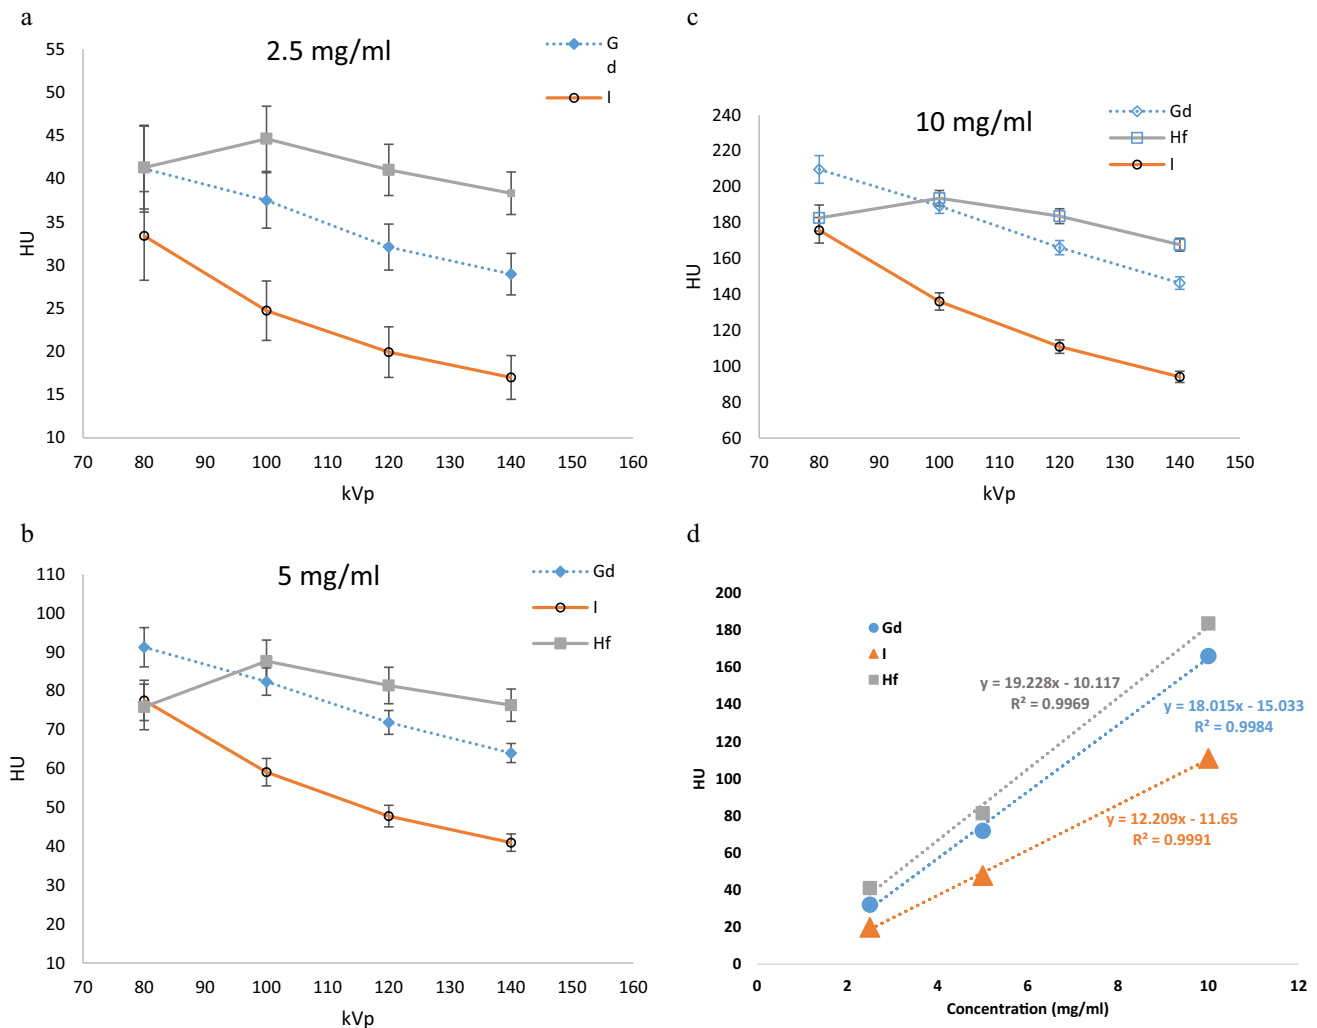 a
2.5 mg/ml
G
d
I
55
50
45
40
35
30
25
20
15
10
HU
70 80 90 100 110 120 130 140 150 160
kVp
c
10 mg/ml
Gd
Hf
I
240
220
200
180
160
140
120
100
80
60
HU
70 80 90 100 110 120 130 140 150
kVp
b
5 mg/ml
Gd
I
Hf
110
100
90
80
70
60
50
40
30
20
10
HU
70 80 90 100 110 120 130 140 150 160
kVp
d
Gd
I
Hf
200
180
160
140
120
100
80
60
40
20
0
HU
y = 19.228x - 10.117
R² = 0.9969
y = 18.015x - 15.033
R² = 0.9984
y = 12.209x - 11.65
R² = 0.9991
0 2 4 6 8 10 12
Concentration (mg/ml)